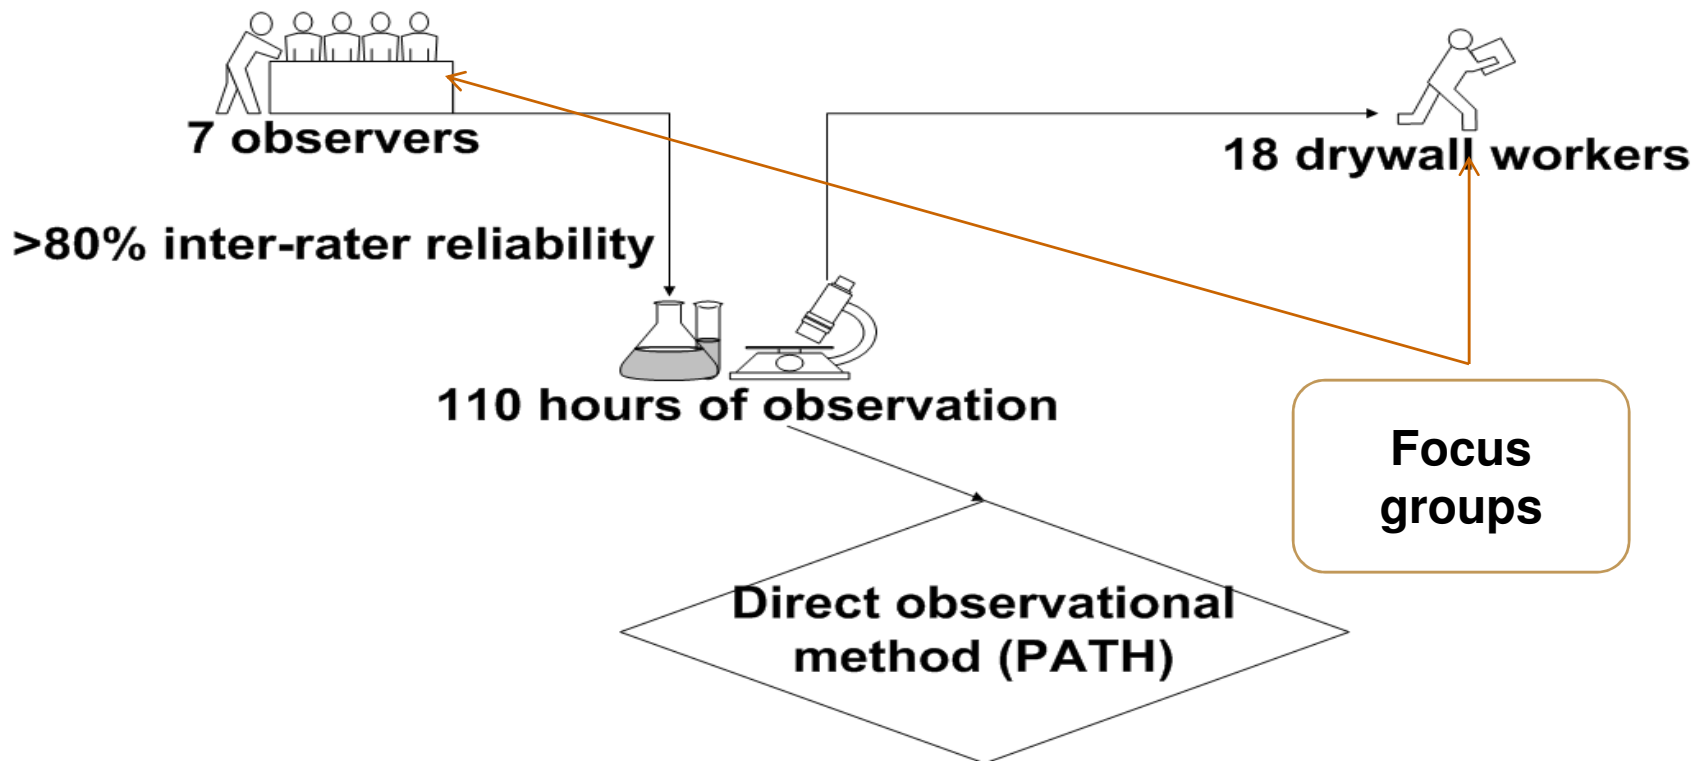 7 observers
18 drywall workers
>80% inter-rater reliability
110 hours of observation
Focus
groups
Direct observational
method (PATH)